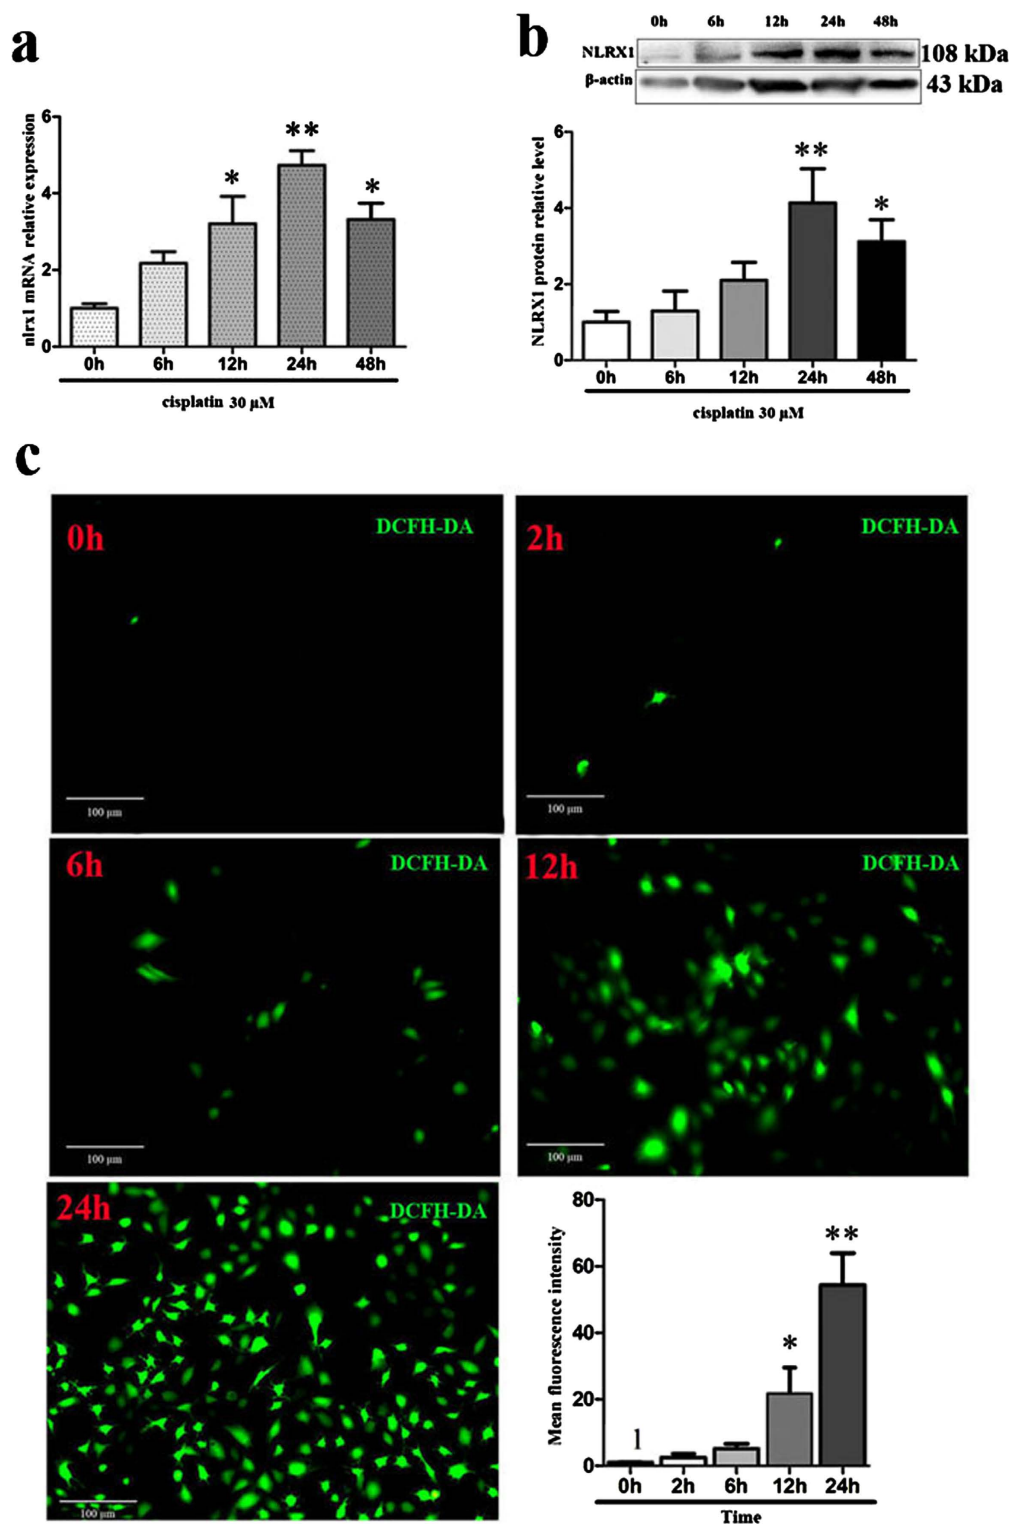 a
nlrx1 mRNA relative expression
6
4
2
0
*
**
*
0h 6h 12h 24h 48h
cisplatin 30 μM
b
0h 6h 12h 24h 48h
NLRX1 108 kDa
β-actin 43 kDa
NLRX1 protein relative level
6
4
2
0
**
*
0h 6h 12h 24h 48h
cisplatin 30 μM
c
0h DCFH-DA
100 μm
2h DCFH-DA
100 μm
6h DCFH-DA
100 μm
12h DCFH-DA
100 μm
24h DCFH-DA
100 μm
Mean fluorescence intensity
80
60
40
20
0
1
*
**
0h 2h 6h 12h 24h
Time